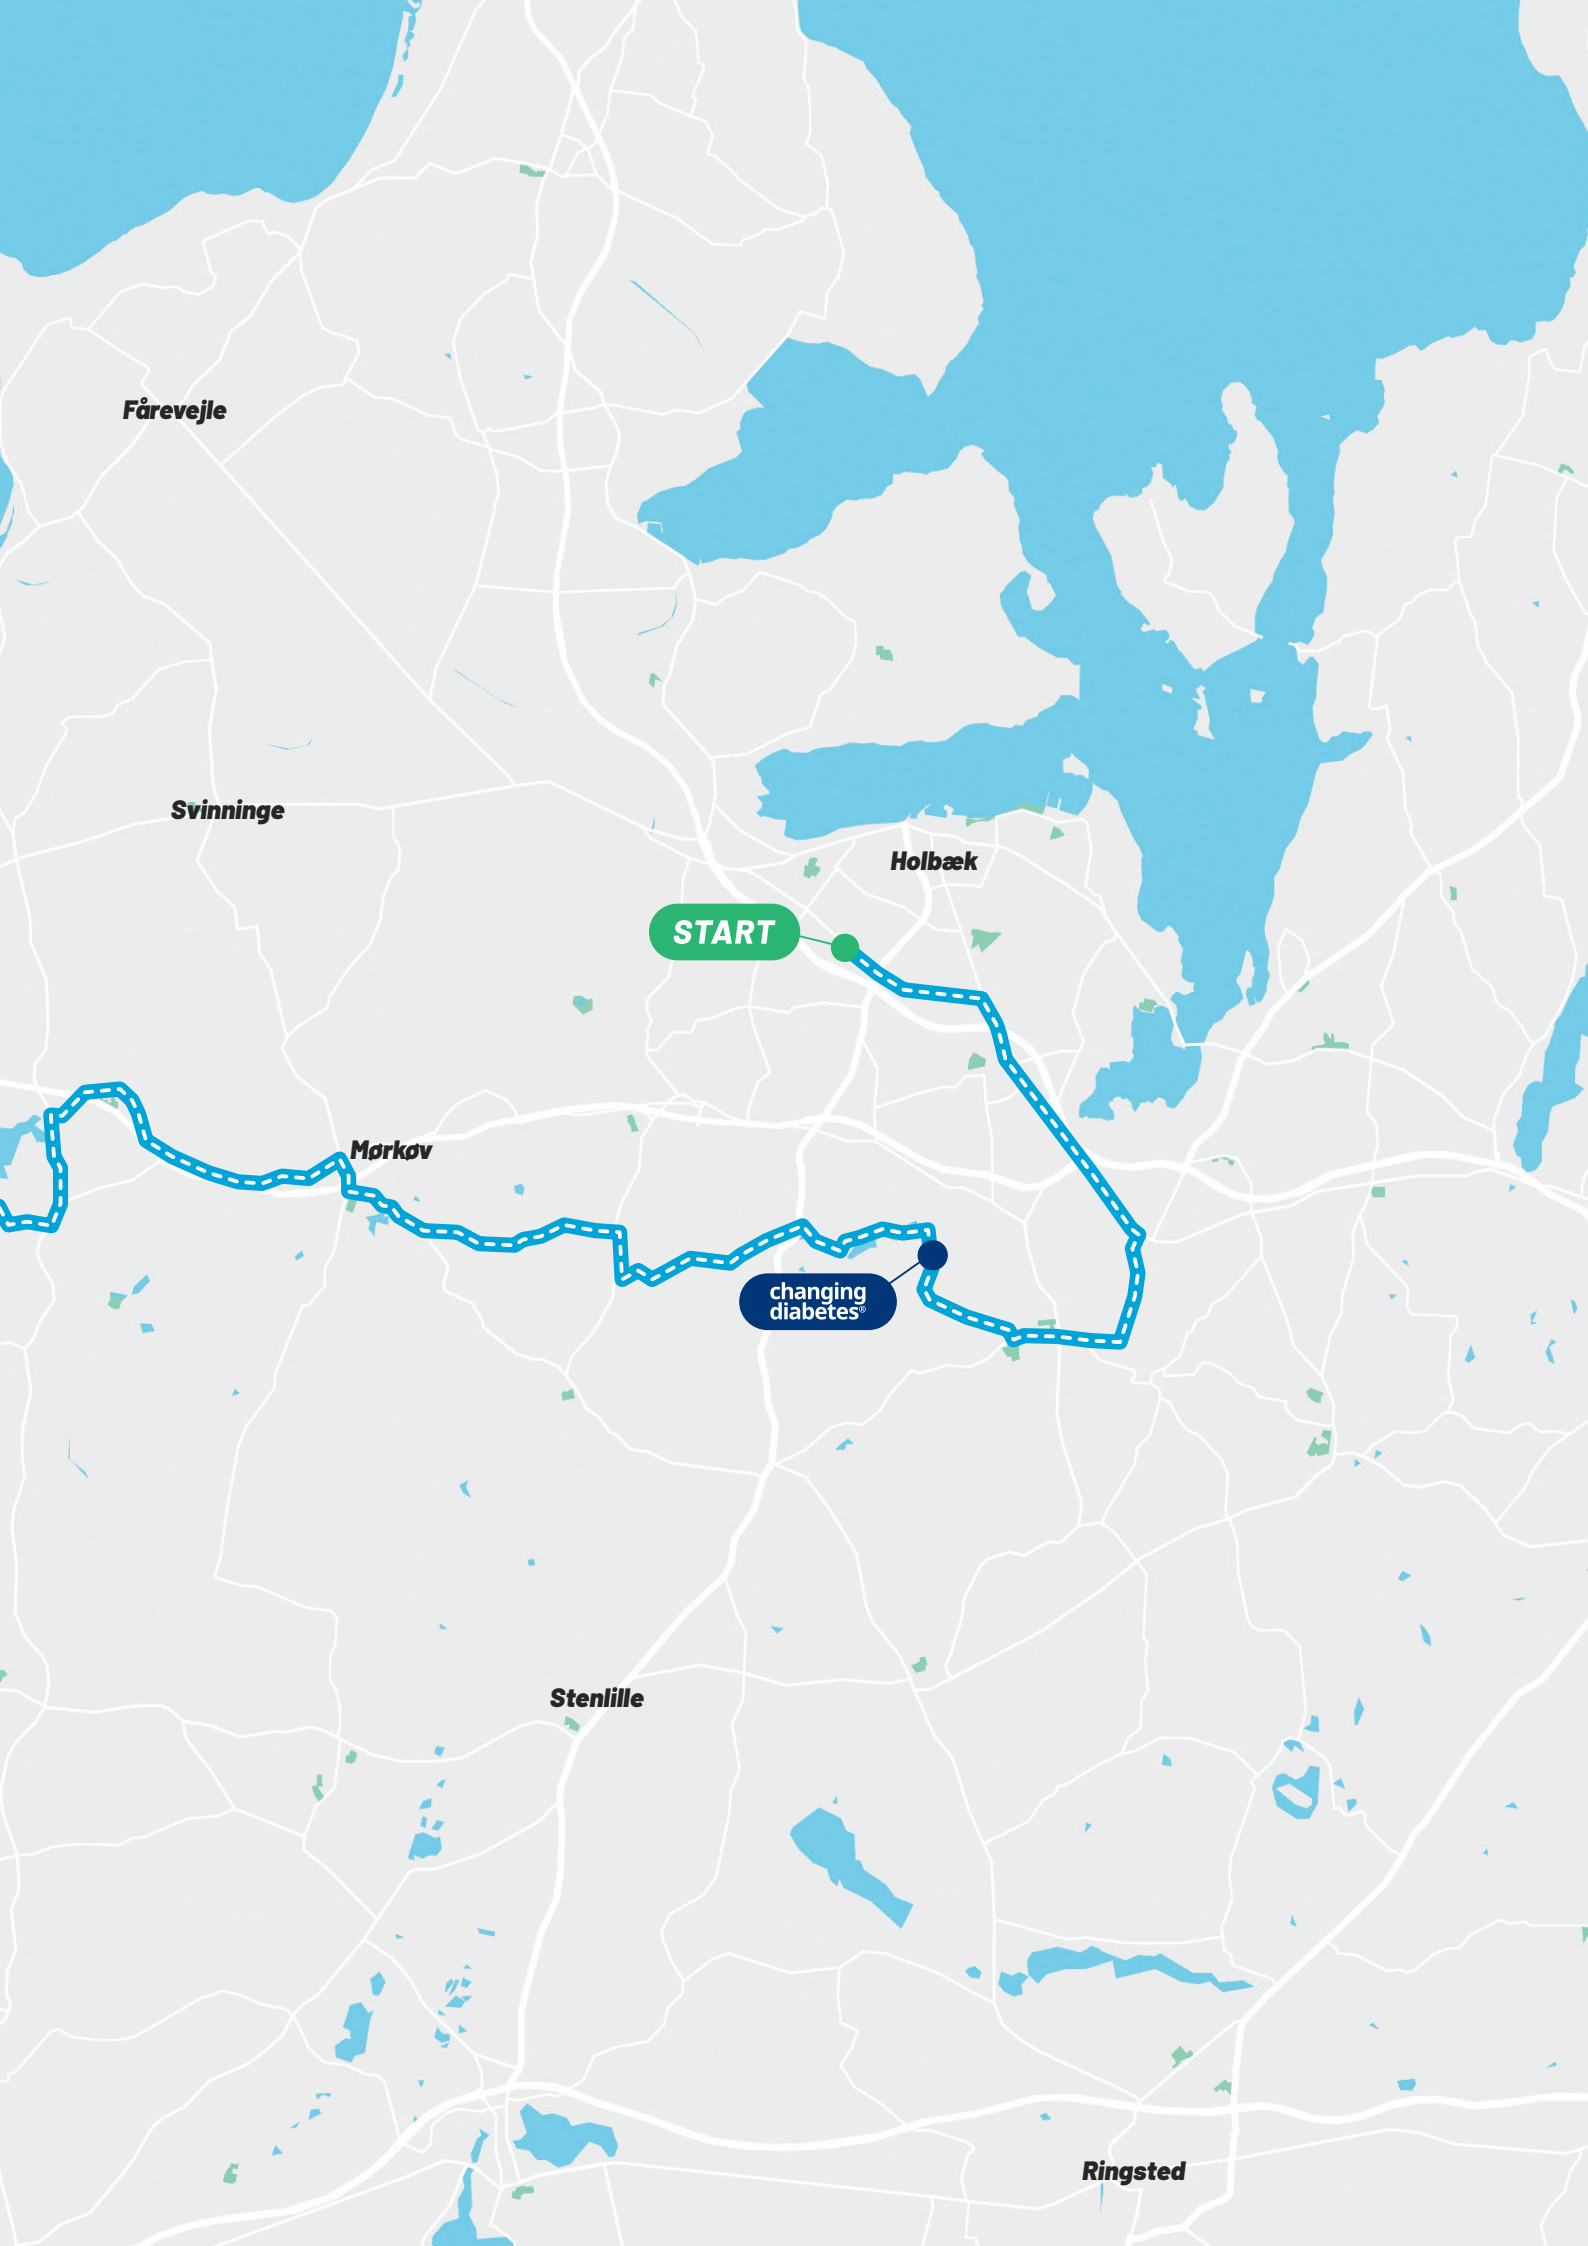 Fårevejle
Svinninge
Holbæk
START
Mørkøv
changing
diabetes®
Stenlille
Ringsted